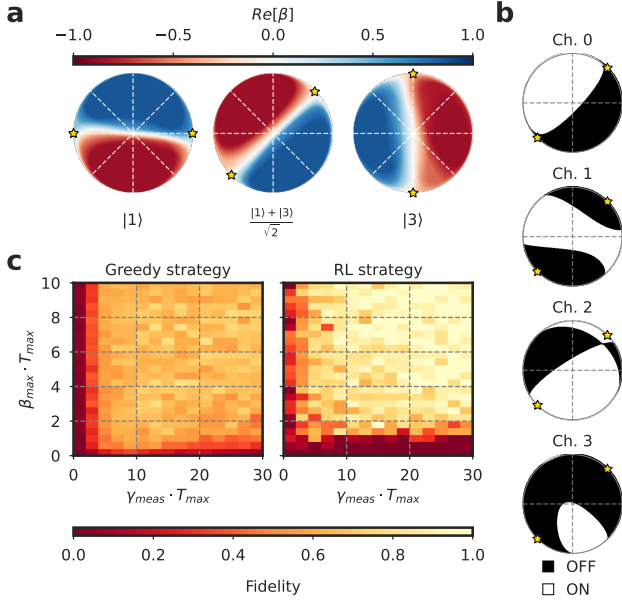 a
Re[β]
−1.0 −0.5 0.0 0.5 1.0
|1⟩
|1⟩ + |3⟩
√2
|3⟩
b
Ch. 0
Ch. 1
Ch. 2
Ch. 3
OFF
ON
c
Greedy strategy
RL strategy
β_max · T_max
10
8
6
4
2
0
0 10 20 30
0 10 20 30
γ_meas · T_max
γ_meas · T_max
0.0 0.2 0.4 0.6 0.8 1.0
Fidelity